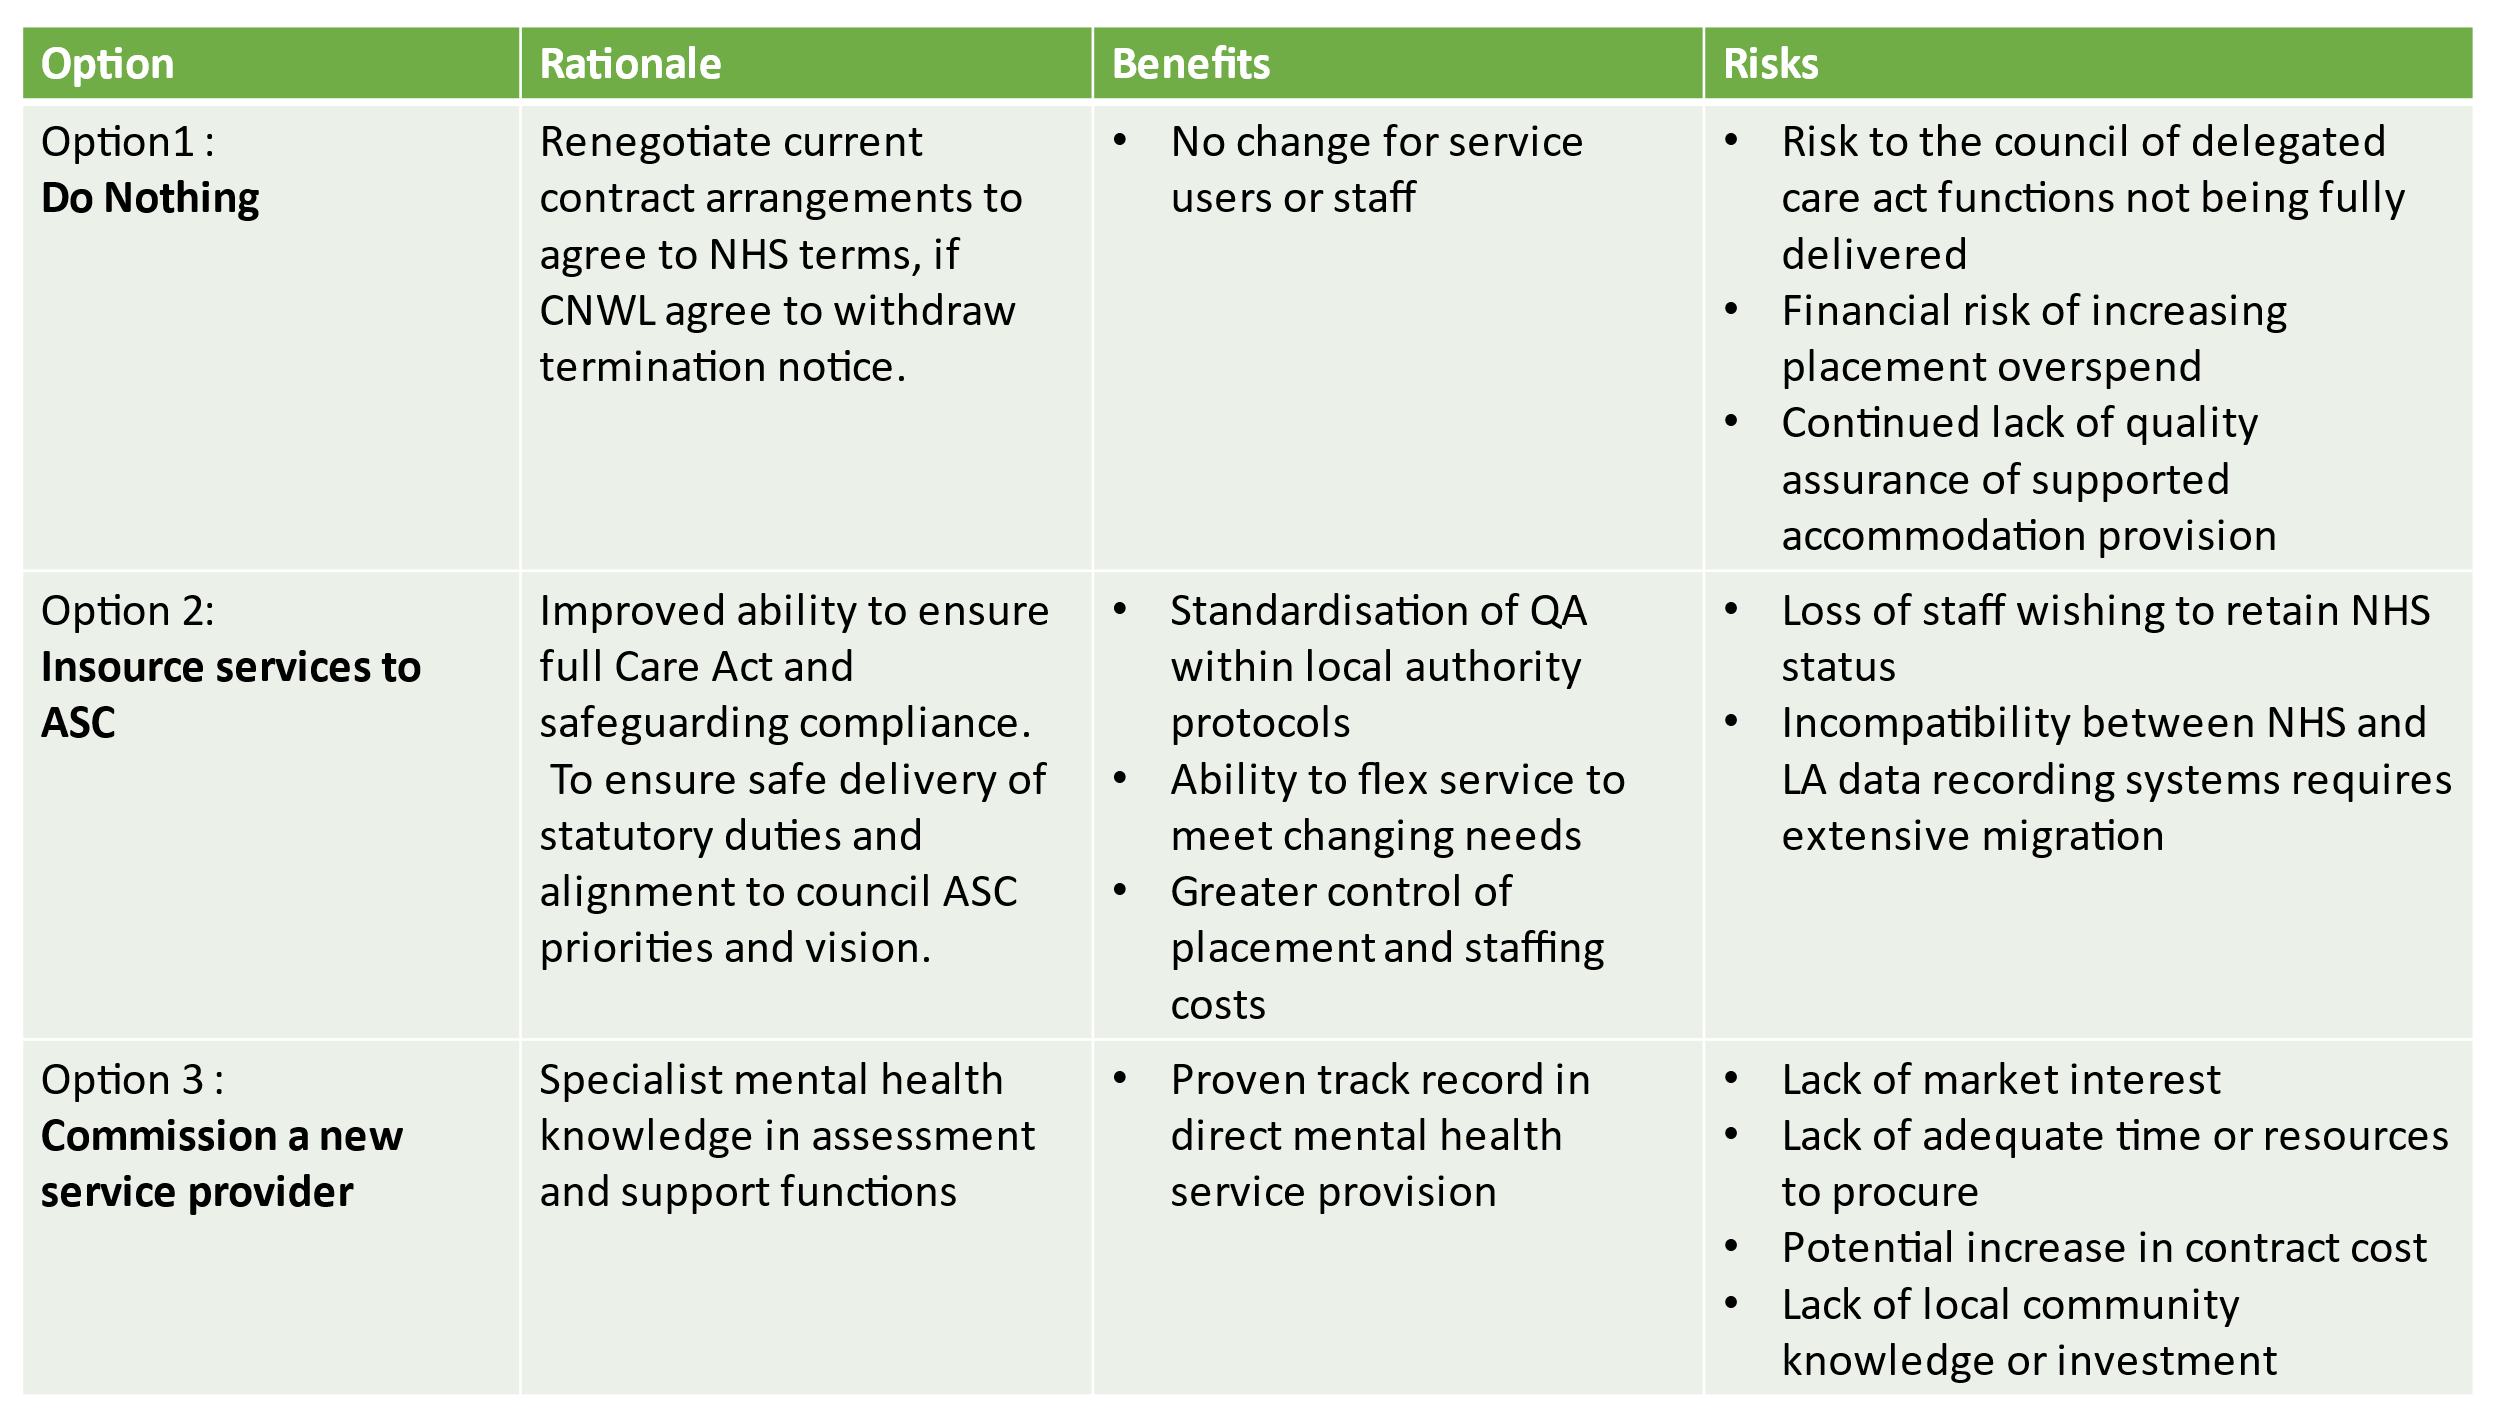 Option
Rationale
Benefits
Risks
Option1 :
Do Nothing
Renegotiate current
contract arrangements to
agree to NHS terms, if
CNWL agree to withdraw
termination notice.
• No change for service
users or staff
• Risk to the council of delegated
care act functions not being fully
delivered
• Financial risk of increasing
placement overspend
• Continued lack of quality
assurance of supported
accommodation provision
Option 2:
Insource services to
ASC
Improved ability to ensure
full Care Act and
safeguarding compliance.
To ensure safe delivery of
statutory duties and
alignment to council ASC
priorities and vision.
• Standardisation of QA
within local authority
protocols
• Ability to flex service to
meet changing needs
• Greater control of
placement and staffing
costs
• Loss of staff wishing to retain NHS
status
• Incompatibility between NHS and
LA data recording systems requires
extensive migration
Option 3 :
Commission a new
service provider
Specialist mental health
knowledge in assessment
and support functions
• Proven track record in
direct mental health
service provision
• Lack of market interest
• Lack of adequate time or resources
to procure
• Potential increase in contract cost
• Lack of local community
knowledge or investment